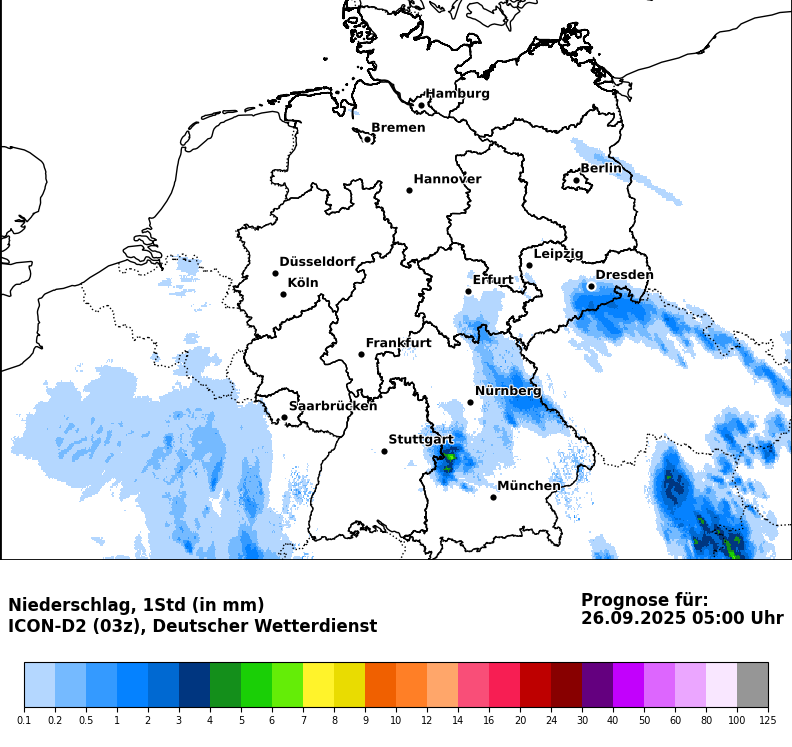 Hamburg
Bremen
Berlin
Hannover
Leipzig
Düsseldorf
Dresden
Köln
Erfurt
Frankfurt
Nürnberg
Saarbrücken
Stuttgart
München
Niederschlag, 1Std (in mm)
ICON-D2 (03z), Deutscher Wetterdienst
Prognose für:
26.09.2025 05:00 Uhr
0.1 0.2 0.5 1 2 3 4 5 6 7 8 9 10 12 14 16 20 24 30 40 50 60 80 100 125